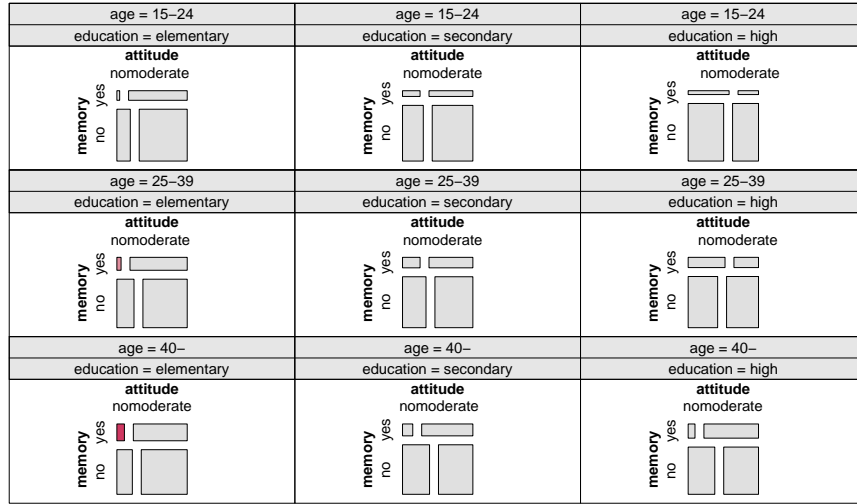 age = 15−24 age = 15−24 age = 15−24
education = elementary education = secondary education = high
attitude attitude attitude
nomoderate nomoderate no moderate
memory yes no memory yes no memory yes no
age = 25−39 age = 25−39 age = 25−39
education = elementary education = secondary education = high
attitude attitude attitude
nomoderate nomoderate no moderate
memory yes no memory yes no memory yes no
age = 40− age = 40− age = 40−
education = elementary education = secondary education = high
attitude attitude attitude
nomoderate nomoderate nomoderate
memory yes no memory yes no memory yes no